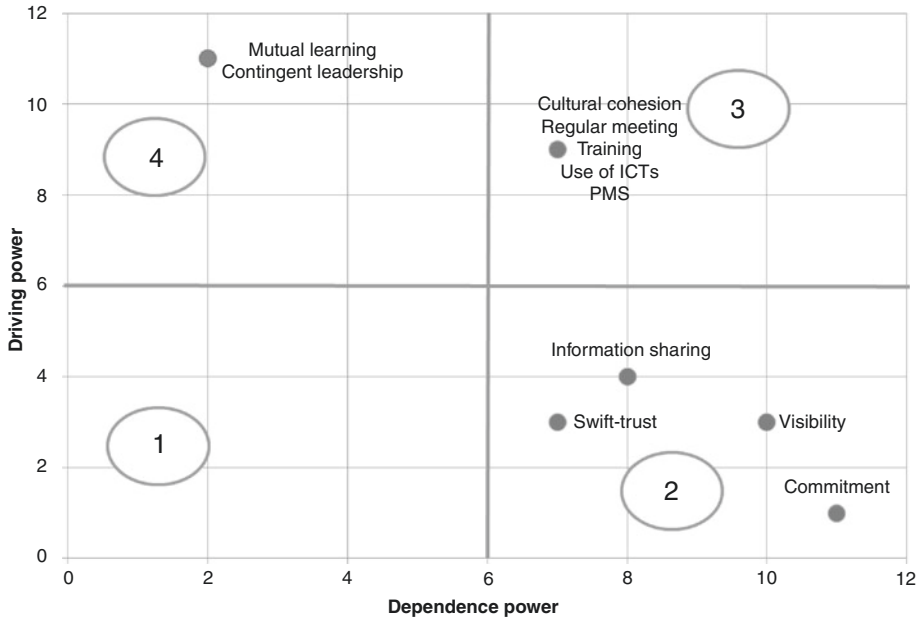 12
Mutual learning
Contingent leadership
10
Cultural cohesion
Regular meeting
Training
Use of ICTs
PMS
3
4
8
6
Driving power
Information sharing
4
Swift-trust
Visibility
1
2
2
Commitment
0
0 2 4 6 8 10 12
Dependence power